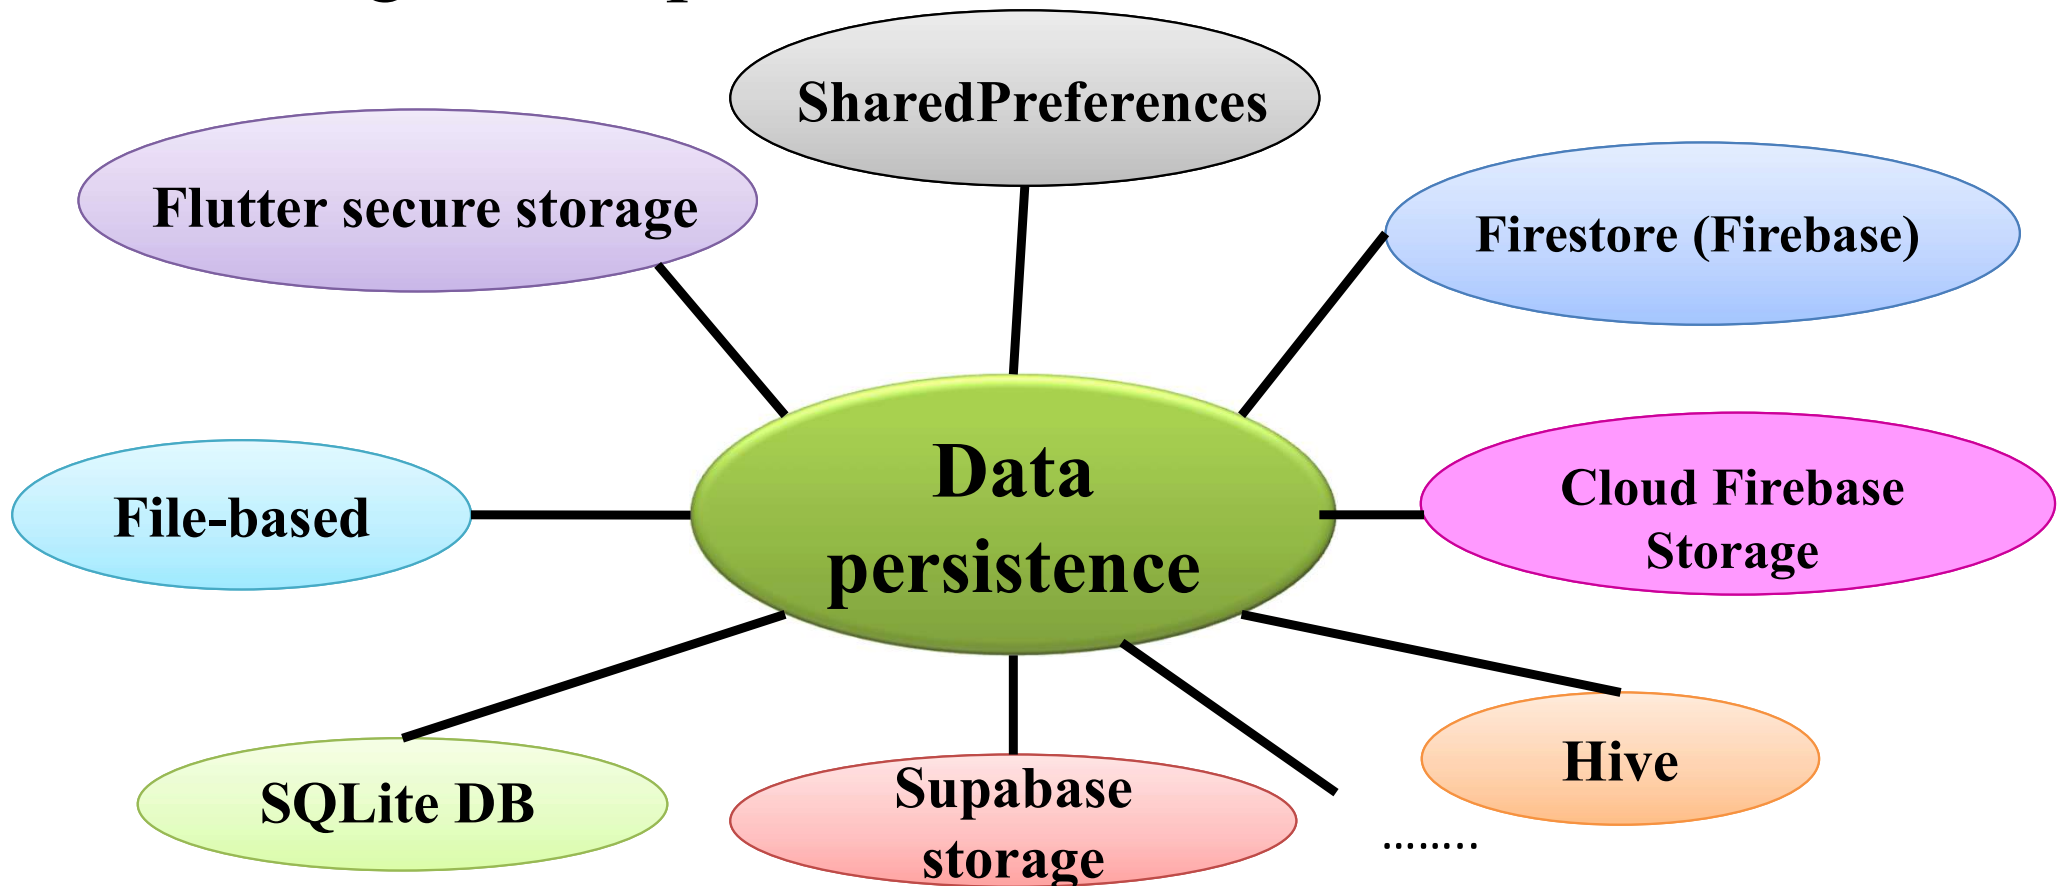 SharedPreferences
Flutter secure storage
Firestore (Firebase)
Data
persistence
File-based
Cloud Firebase
Storage
SQLite DB
Supabase
storage
Hive
........